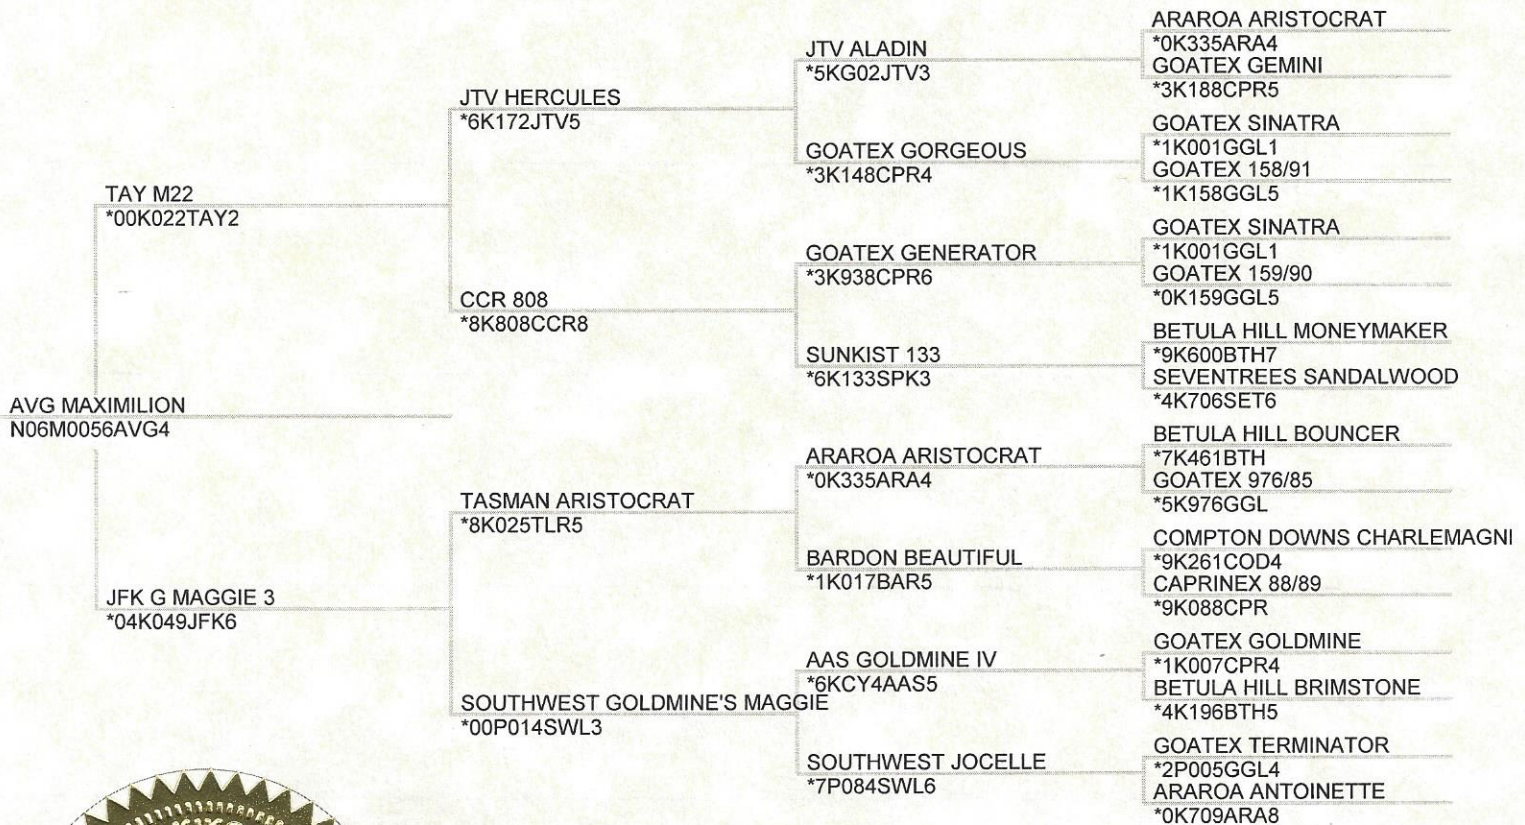 AVG MAXIMILION
N06M0056AVG4
TAY M22
*00K022TAY2
JFK G MAGGIE 3
*04K049JFK6
JTV HERCULES
*6K172JTV5
CCR 808
*8K808CCR8
TASMAN ARISTOCRAT
*8K025TLR5
SOUTHWEST GOLDMINE'S MAGGIE
*00P014SWL3
JTV ALADIN
*5KG02JTV3
GOATEX GORGEOUS
*3K148CPR4
GOATEX GENERATOR
*3K938CPR6
SUNKIST 133
*6K133SPK3
ARAROA ARISTOCRAT
*0K335ARA4
BARDON BEAUTIFUL
*1K017BAR5
AAS GOLDMINE IV
*6KCY4AAS5
SOUTHWEST JOCELLE
*7P084SWL6
ARAROA ARISTOCRAT
*0K335ARA4
GOATEX GEMINI
*3K188CPR5
GOATEX SINATRA
*1K001GGL1
GOATEX 158/91
*1K158GGL5
GOATEX SINATRA
*1K001GGL1
GOATEX 159/90
*0K159GGL5
BETULA HILL MONEYMAKER
*9K600BTH7
SEVENTREES SANDALWOOD
*4K706SET6
BETULA HILL BOUNCER
*7K461BTH
GOATEX 976/85
*5K976GGL
COMPTON DOWNS CHARLEMAGNI
*9K261COD4
CAPRINEX 88/89
*9K088CPR
GOATEX GOLDMINE
*1K007CPR4
BETULA HILL BRIMSTONE
*4K196BTH5
GOATEX TERMINATOR
*2P005GGL4
ARAROA ANTOINETTE
*0K709ARA8